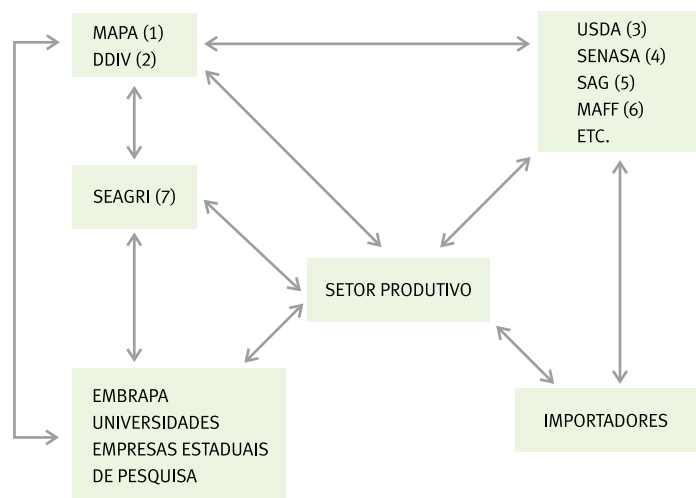 MAPA (1)
DDIV (2)
USDA (3)
SENASA (4)
SAG (5)
MAFF (6)
ETC.
SEAGRI (7)
SETOR PRODUTIVO
EMBRAPA
UNIVERSIDADES
EMPRESAS ESTADUAIS
DE PESQUISA
IMPORTADORES